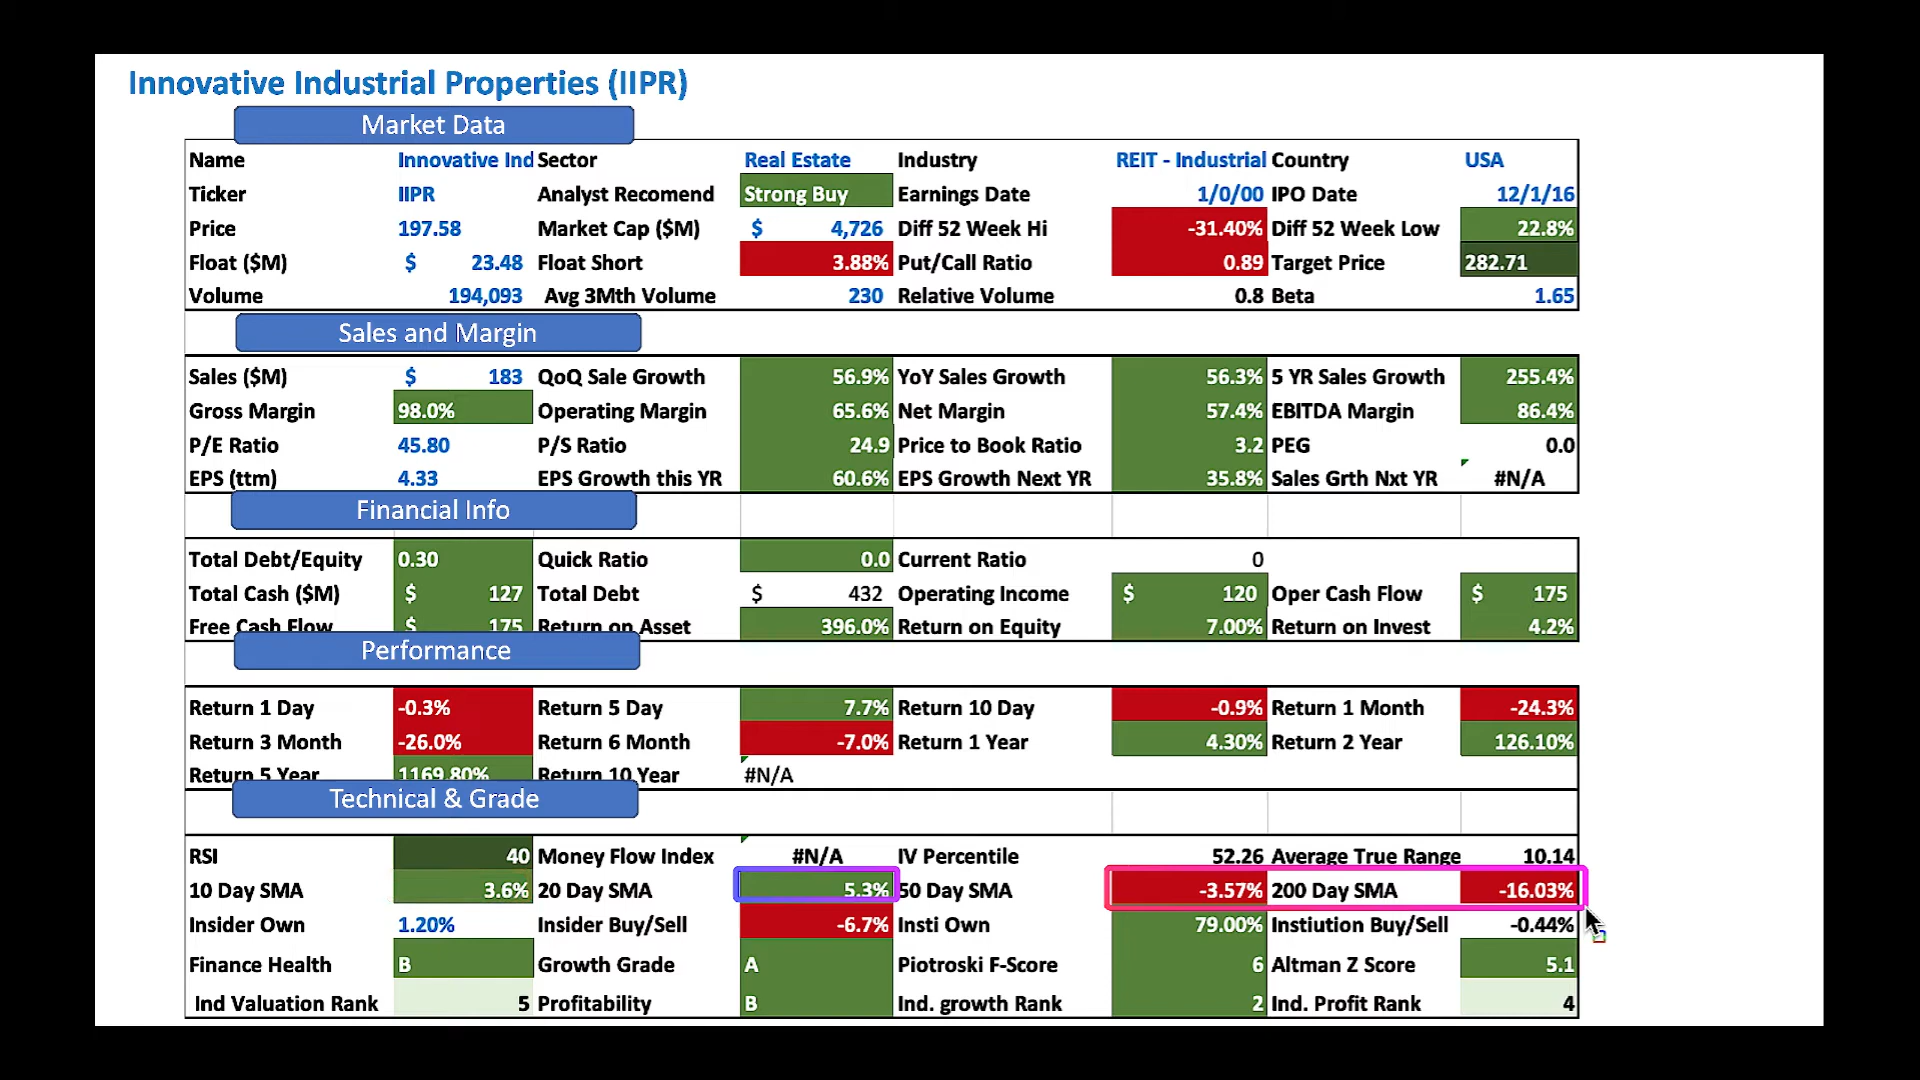 Innovative Industrial Properties (IIPR)
Market Data
Name Innovative Ind Sector Real Estate Industry REIT - Industrial Country USA
Ticker IIPR Analyst Recomend Strong Buy Earnings Date 1/0/00 IPO Date 12/1/16
Price 197.58 Market Cap ($M) $ 4,726 Diff 52 Week Hi -31.40% Diff 52 Week Low 22.8%
Float ($M) $ 23.48 Float Short 3.88% Put/Call Ratio 0.89 Target Price 282.71
Volume 194,093 Avg 3Mth Volume 230 Relative Volume 0.8 Beta 1.65
Sales and Margin
Sales ($M) $ 183 QoQ Sale Growth 56.9% YoY Sales Growth 56.3% 5 YR Sales Growth 255.4%
Gross Margin 98.0% Operating Margin 65.6% Net Margin 57.4% EBITDA Margin 86.4%
P/E Ratio 45.80 P/S Ratio 24.9 Price to Book Ratio 3.2 PEG 0.0
EPS (ttm) 4.33 EPS Growth this YR 60.6% EPS Growth Next YR 35.8% Sales Grth Nxt YR #N/A
Financial Info
Total Debt/Equity 0.30 Quick Ratio 0.0 Current Ratio 0
Total Cash ($M) $ 127 Total Debt $ 432 Operating Income $ 120 Oper Cash Flow $ 175
Free Cash Flow $ 175 Return on Asset 396.0% Return on Equity 7.00% Return on Invest 4.2%
Performance
Return 1 Day -0.3% Return 5 Day 7.7% Return 10 Day -0.9% Return 1 Month -24.3%
Return 3 Month -26.0% Return 6 Month -7.0% Return 1 Year 4.30% Return 2 Year 126.10%
Return 5 Year 1169.80% Return 10 Year #N/A
Technical & Grade
RSI 40 Money Flow Index #N/A IV Percentile 52.26 Average True Range 10.14
10 Day SMA 3.6% 20 Day SMA 5.3% 50 Day SMA -3.57% 200 Day SMA -16.03%
Insider Own 1.20% Insider Buy/Sell -6.7% Insti Own 79.00% Instiution Buy/Sell -0.44%
Finance Health B Growth Grade A Piotroski F-Score 6 Altman Z Score 5.1
Ind Valuation Rank 5 Profitability B Ind. growth Rank 2 Ind. Profit Rank 4